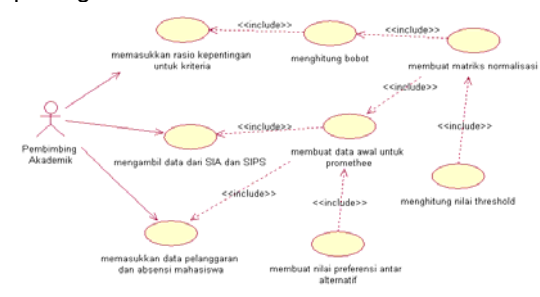 <<include>>
<<include>>
memasukkan rasio kepentingan
untuk kriteria
menghitung bobot
membuat matriks normalisasi
<<include>>
<<include>>
<<include>>
Pembimbing
Akademik
mengambil data dari SIA dan SIPS
membuat data awal untuk
promethee
<<include>>
<<include>>
menghitung nilai threshold
memasukkan data pelanggaran
dan absensi mahasiswa
membuat nilai preferensi antar
alternatif